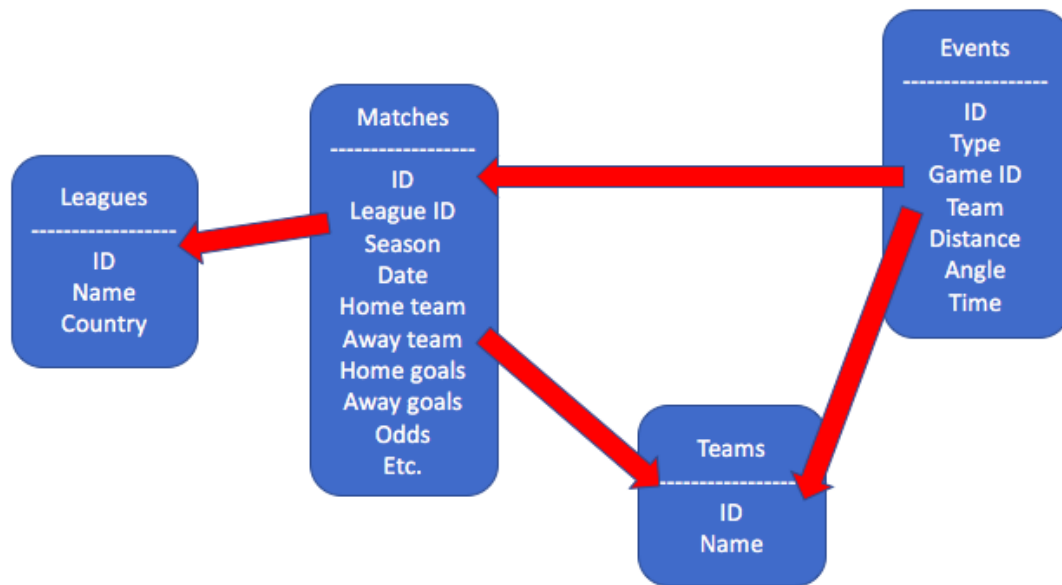 Leagues
------------------
ID
Name
Country
Matches
------------------
ID
League ID
Season
Date
Home team
Away team
Home goals
Away goals
Odds
Etc.
Teams
------------------
ID
Name
Events
------------------
ID
Type
Game ID
Team
Distance
Angle
Time